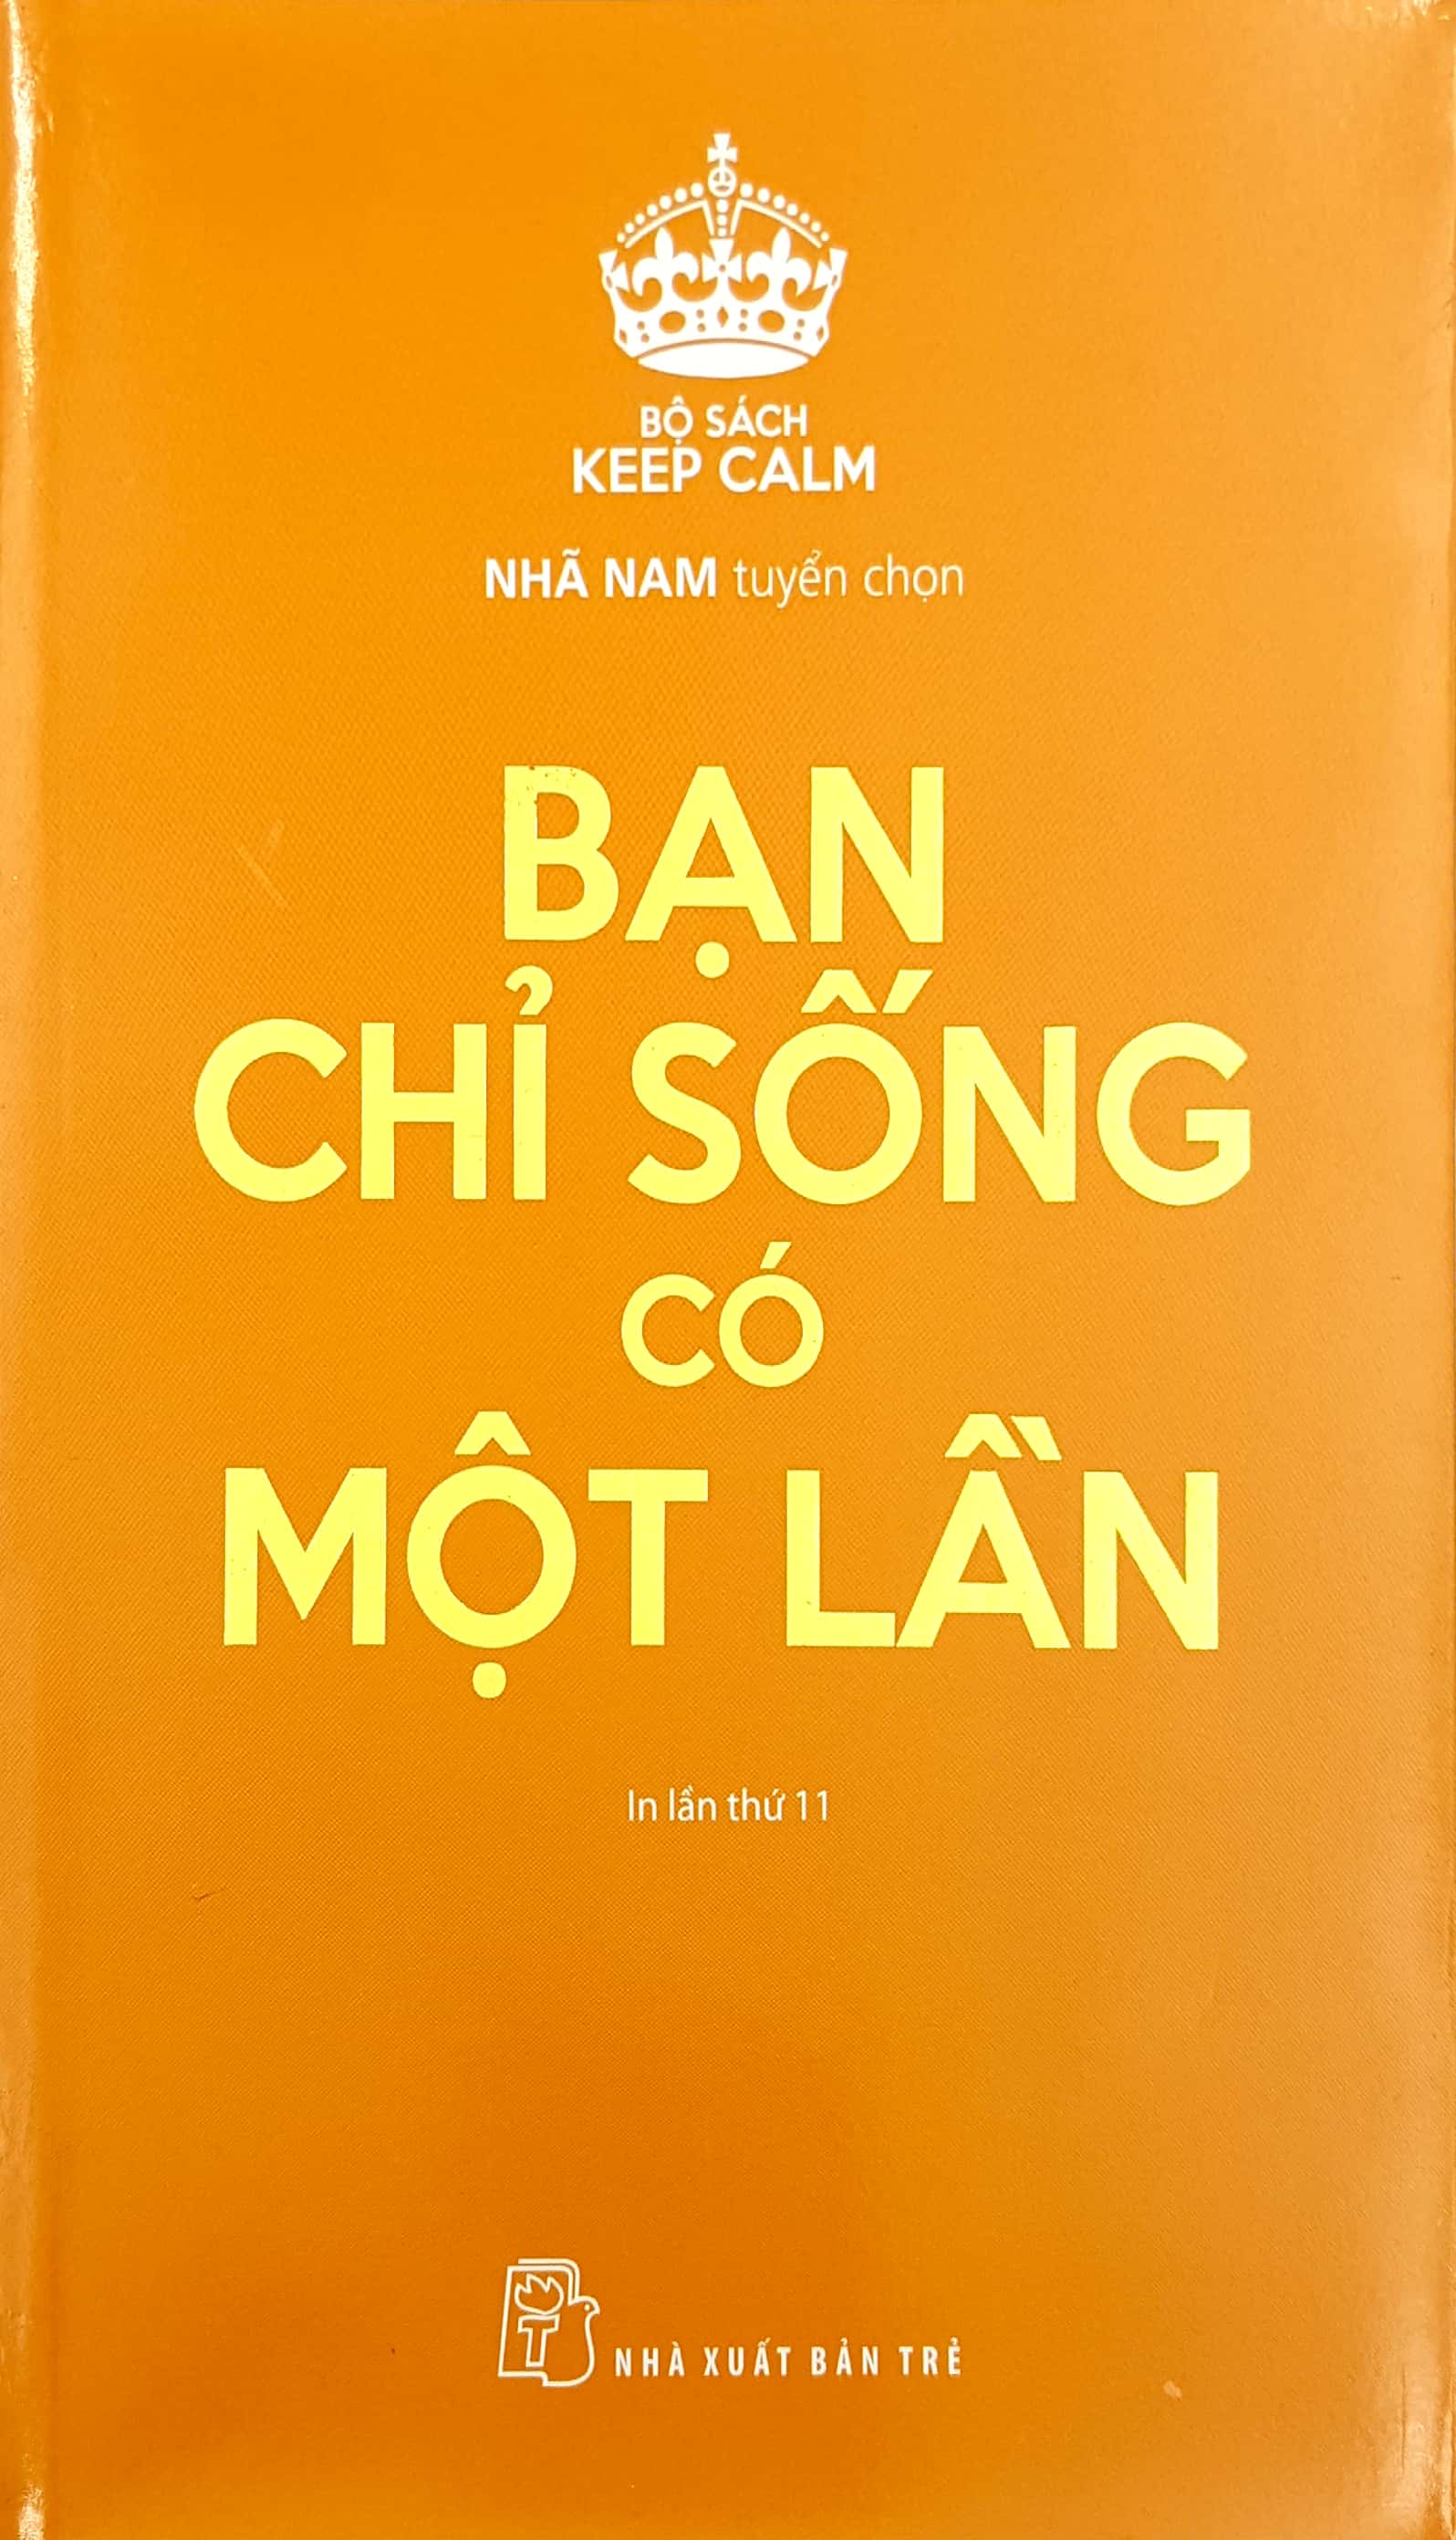 BỘ SÁCH
KEEP CALM
NHÃ NAM tuyển chọn
BẠN
CHỈ SỐNG
CÓ
MỘT LẦN
In lần thứ 11
T
NHÀ XUẤT BẢN TRẺ